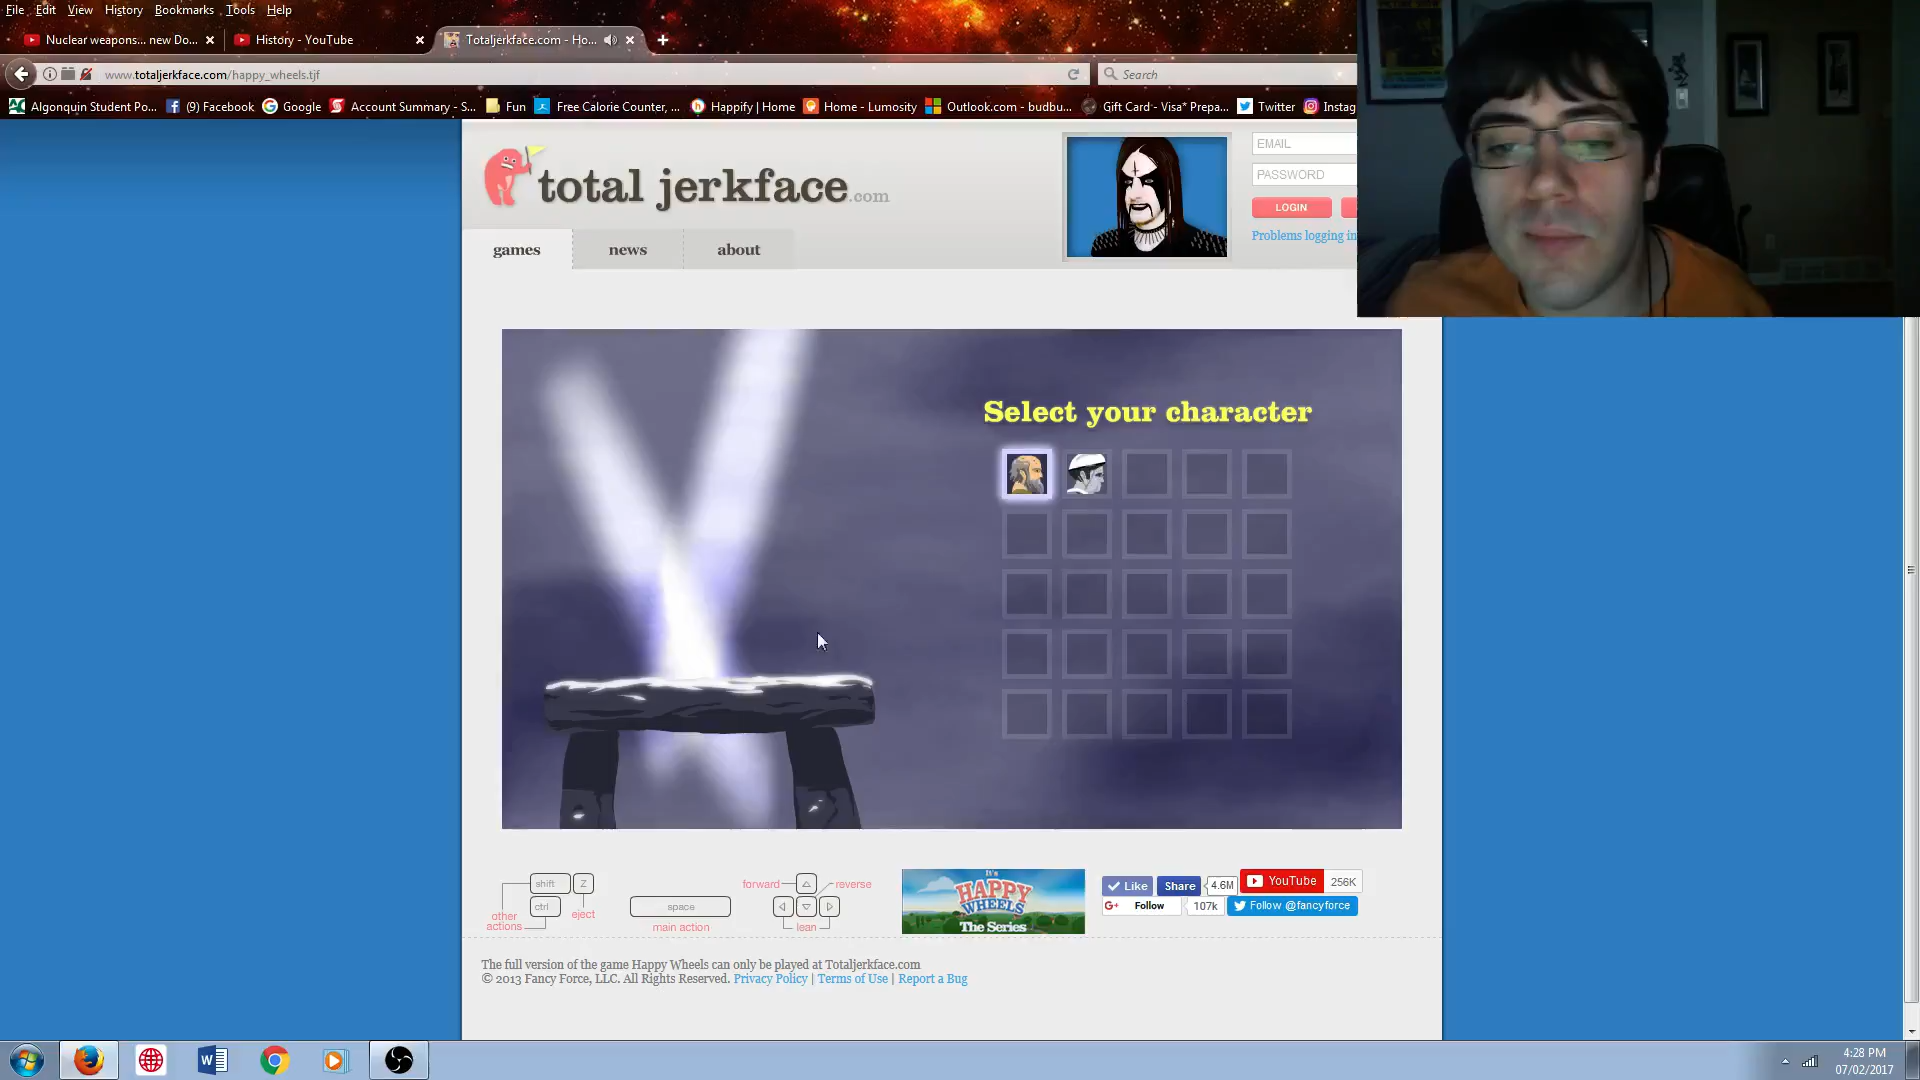 File Edit View History Bookmarks Tools Help
Nuclear weapons... new Do...
History - YouTube
Totaljerkface.com - Ho...
www.totaljerkface.com/happy_wheels.tjf
Search
Algonquin Student Po...
(9) Facebook
Google
Account Summary - S...
Fun
Free Calorie Counter, ...
Happify | Home
Home - Lumosity
Outlook.com - budbu...
Gift Card - Visa* Prepa...
Twitter
Instag
total jerkface.com
EMAIL
PASSWORD
LOGIN
Problems logging in
games
news
about
Select your character
shift
Z
ctrl
other
actions
eject
space
main action
forward
reverse
lean
It's
HAPPY
WHEELS
The Series
Like
Share
4.6M
YouTube
256K
G+ Follow
107k
Follow @fancyforce
The full version of the game Happy Wheels can only be played at Totaljerkface.com
© 2013 Fancy Force, LLC. All Rights Reserved. Privacy Policy | Terms of Use | Report a Bug
4:28 PM
07/02/2017